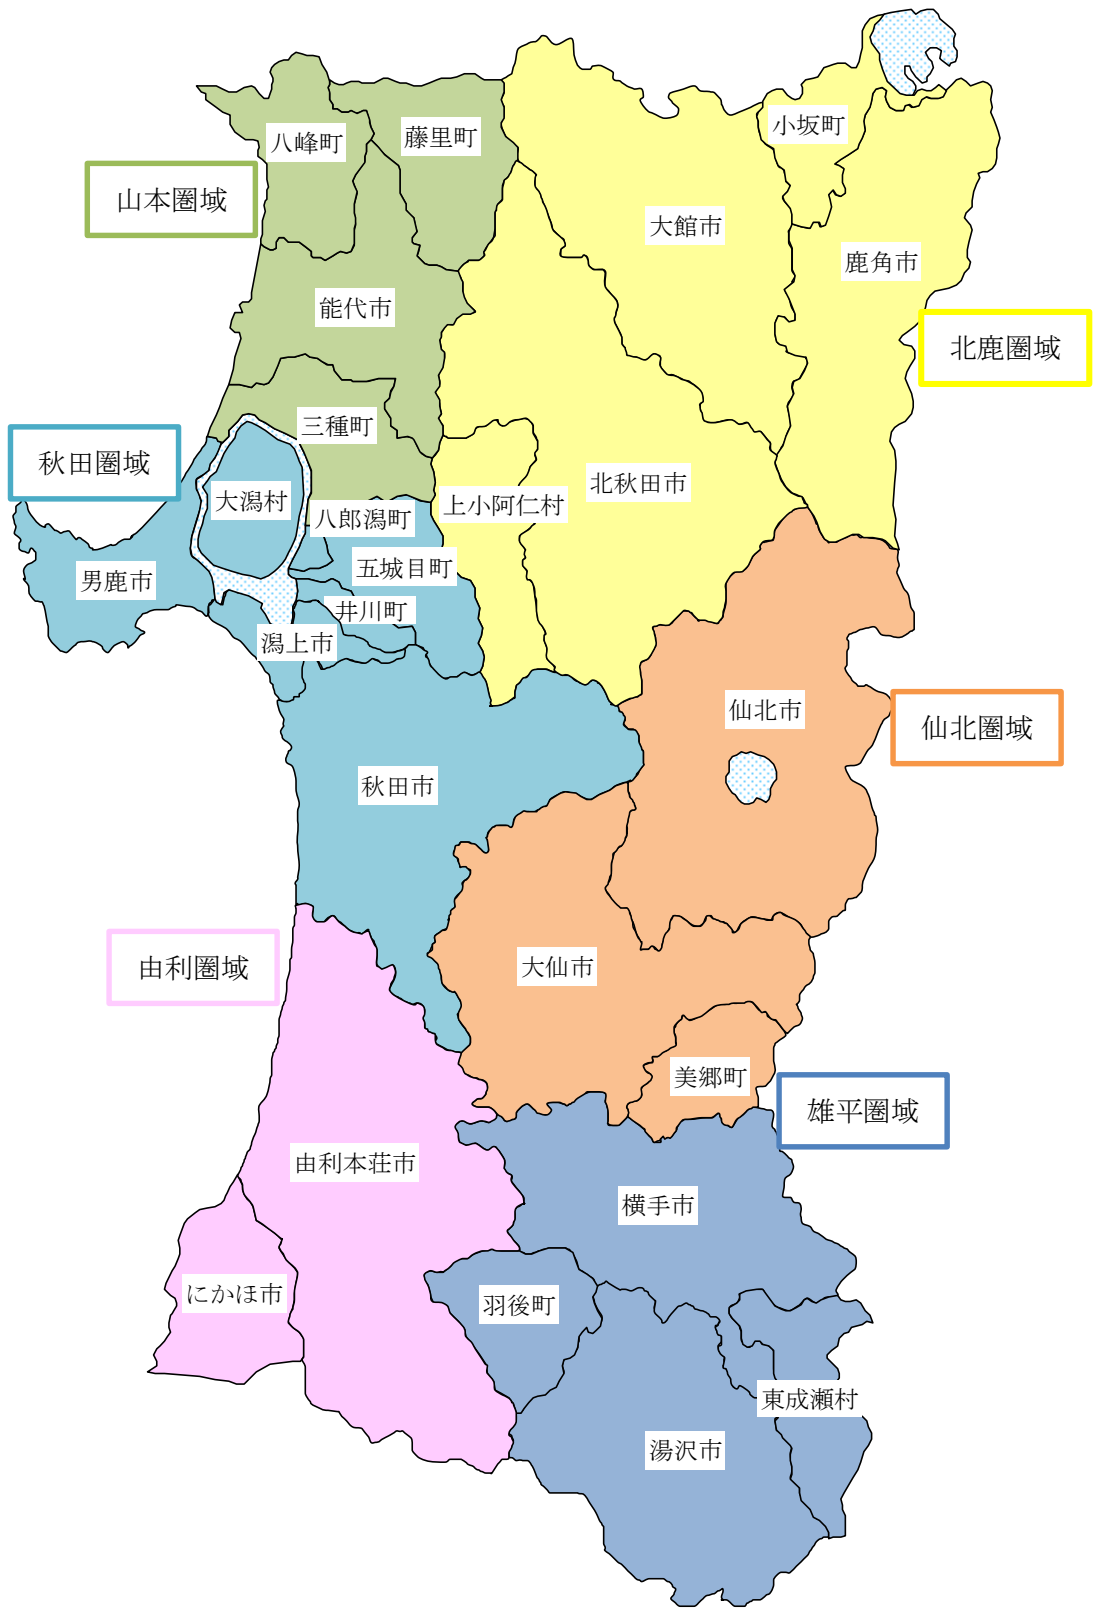 小坂町
藤里町
八峰町
山本圏域
大館市
鹿角市
能代市
北鹿圏域
三種町
秋田圏域
北秋田市
大潟村
上小阿仁村
八郎潟町
五城目町
男鹿市
井川町
潟上市
仙北市
仙北圏域
秋田市
大仙市
由利圏域
美郷町
雄平圏域
由利本荘市
横手市
にかほ市
羽後町
東成瀬村
湯沢市